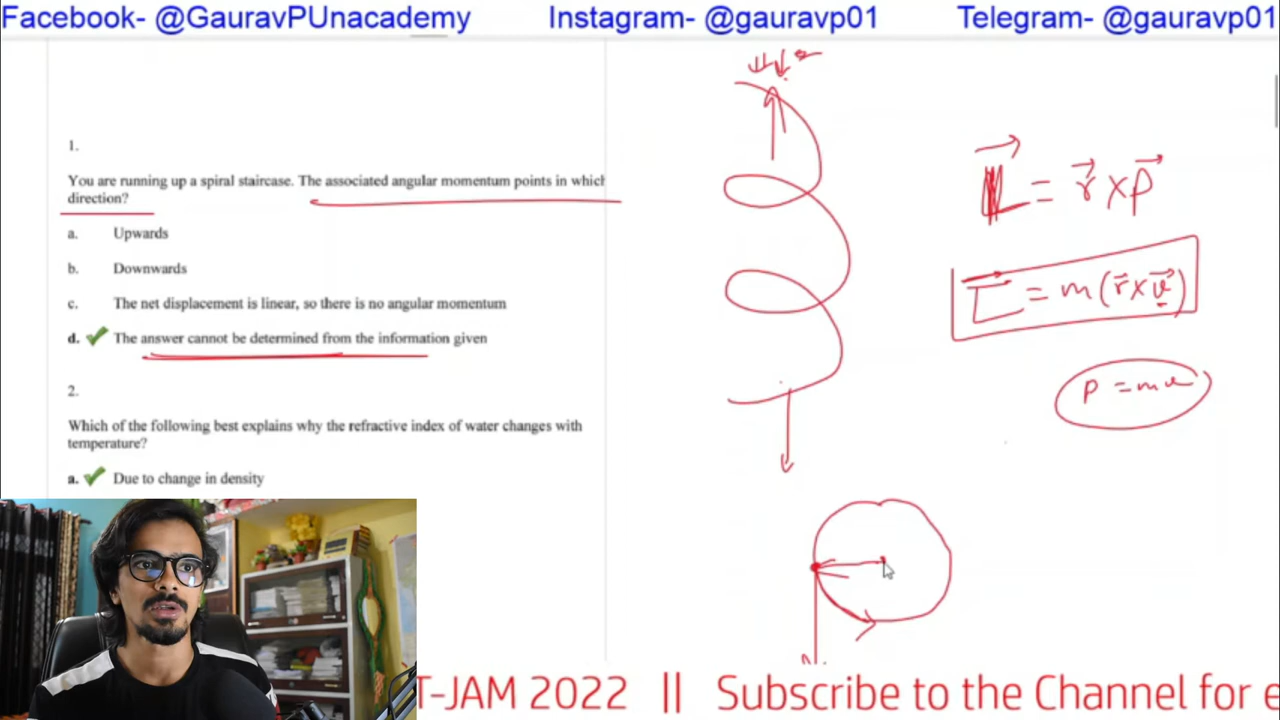 Facebook- @GauravPUnacademy Instagram- @gauravp01 Telegram- @gauravp01
1.
You are running up a spiral staircase. The associated angular momentum points in which
direction?
a. Upwards
b. Downwards
c. The net displacement is linear, so there is no angular momentum
d. The answer cannot be determined from the information given
2.
Which of the following best explains why the refractive index of water changes with
temperature?
a. Due to change in density
L = r × p
L = m(r × v)
p = mv
T-JAM 2022 || Subscribe to the Channel for e